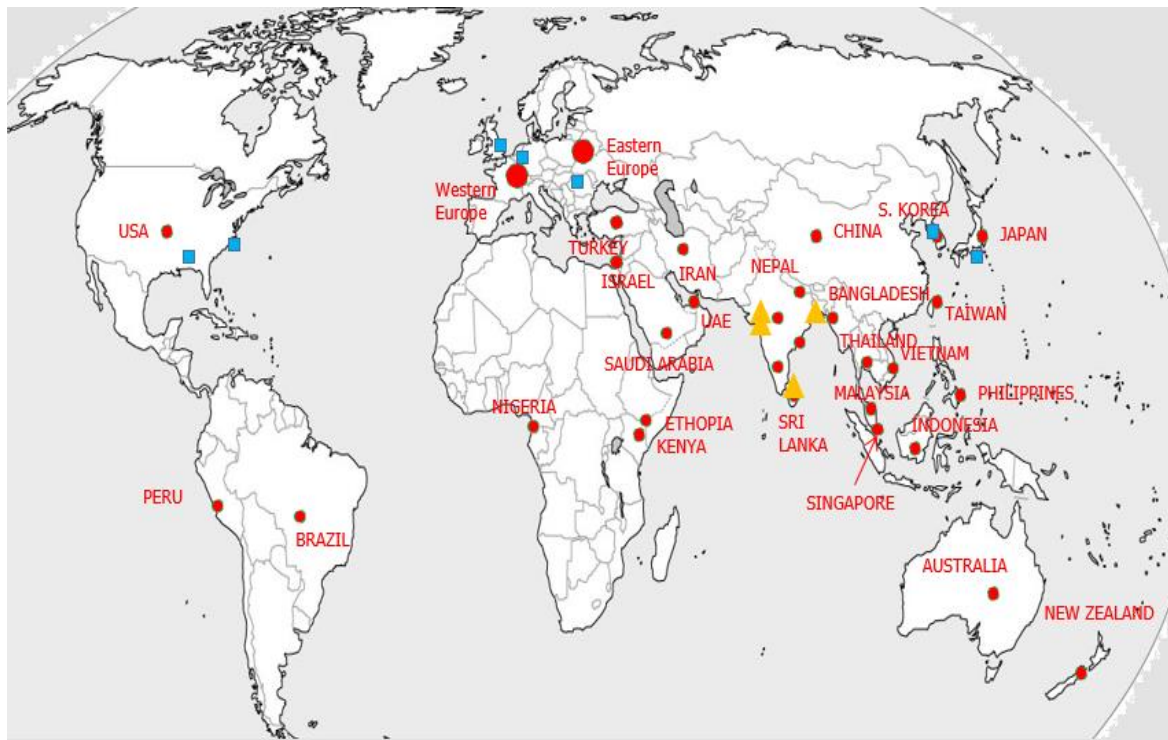 Eastern
Europe
Western
Europe
S. KOREA
USA
CHINA
JAPAN
TURKEY
NEPAL
IRAN
ISRAEL
BANGLADESH
TAIWAN
UAE
THAILAND
VIETNAM
SAUDI ARABIA
MALAYSIA
PHILIPPINES
NIGERIA
ETHOPIA
SRI
LANKA
INDONESIA
KENYA
PERU
SINGAPORE
BRAZIL
AUSTRALIA
NEW ZEALAND